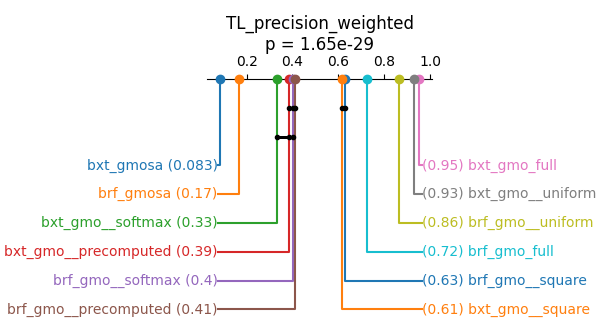 TL_precision_weighted
p = 1.65e-29
0.2 0.4 0.6 0.8 1.0
bxt_gmosa (0.083)
brf_gmosa (0.17)
bxt_gmo__softmax (0.33)
bxt_gmo__precomputed (0.39)
brf_gmo__softmax (0.4)
brf_gmo__precomputed (0.41)
(0.95) bxt_gmo_full
(0.93) bxt_gmo__uniform
(0.86) brf_gmo__uniform
(0.72) brf_gmo_full
(0.63) brf_gmo__square
(0.61) bxt_gmo__square